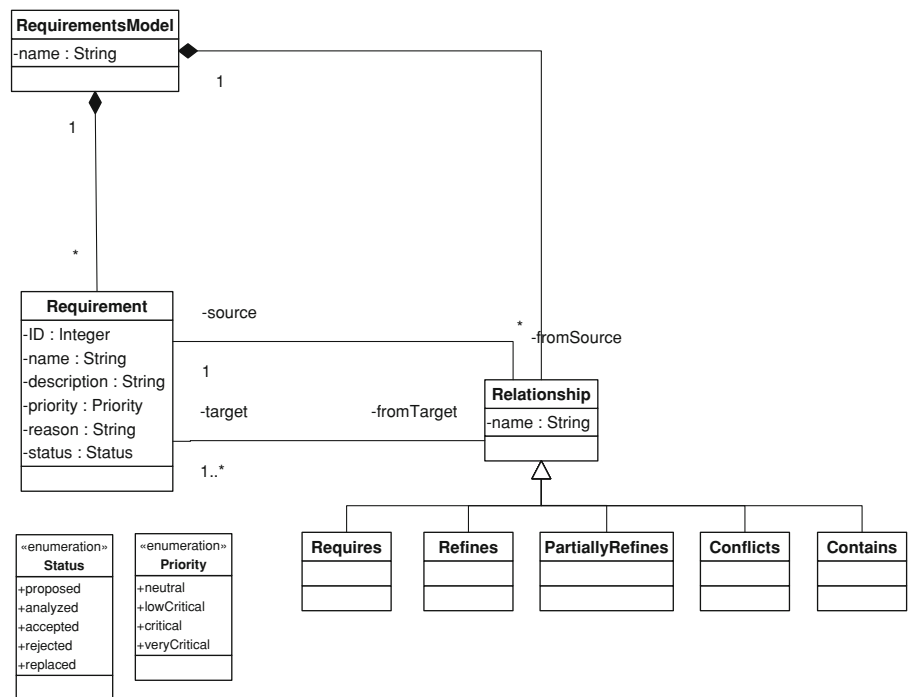 RequirementsModel
-name : String
1
1
*
Requirement
-ID : Integer
-name : String
-description : String
-priority : Priority
-reason : String
-status : Status
-source
1
-target
1..*
*
-fromSource
-fromTarget
Relationship
-name : String
Requires
Refines
PartiallyRefines
Conflicts
Contains
«enumeration»
Status
+proposed
+analyzed
+accepted
+rejected
+replaced
«enumeration»
Priority
+neutral
+lowCritical
+critical
+veryCritical